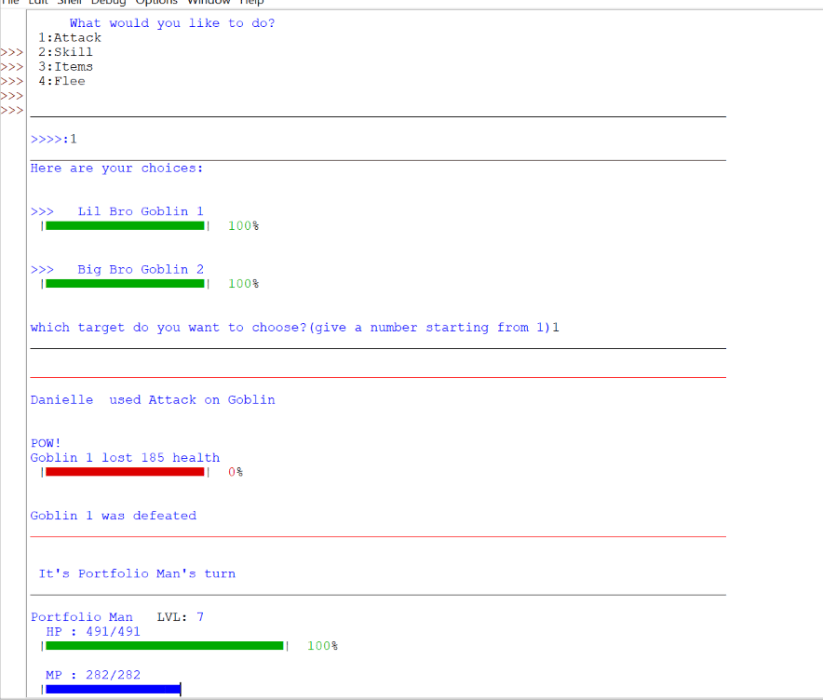 File Edit Shell Debug Options Window Help
What would you like to do?
1:Attack
>>> 2:Skill
>>> 3:Items
>>> 4:Flee
>>>
>>>
>>>>:1
Here are your choices:
>>> Lil Bro Goblin 1
| | 100%
>>> Big Bro Goblin 2
| | 100%
which target do you want to choose?(give a number starting from 1)1
Danielle used Attack on Goblin
POW!
Goblin 1 lost 185 health
| | 0%
Goblin 1 was defeated
It's Portfolio Man's turn
Portfolio Man LVL: 7
HP : 491/491
| | 100%
MP : 282/282
|